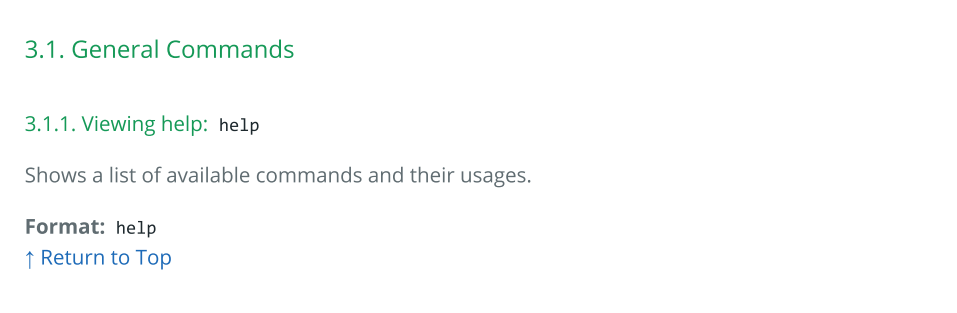 3.1. General Commands
3.1.1. Viewing help: help
Shows a list of available commands and their usages.
Format: help
↑ Return to Top